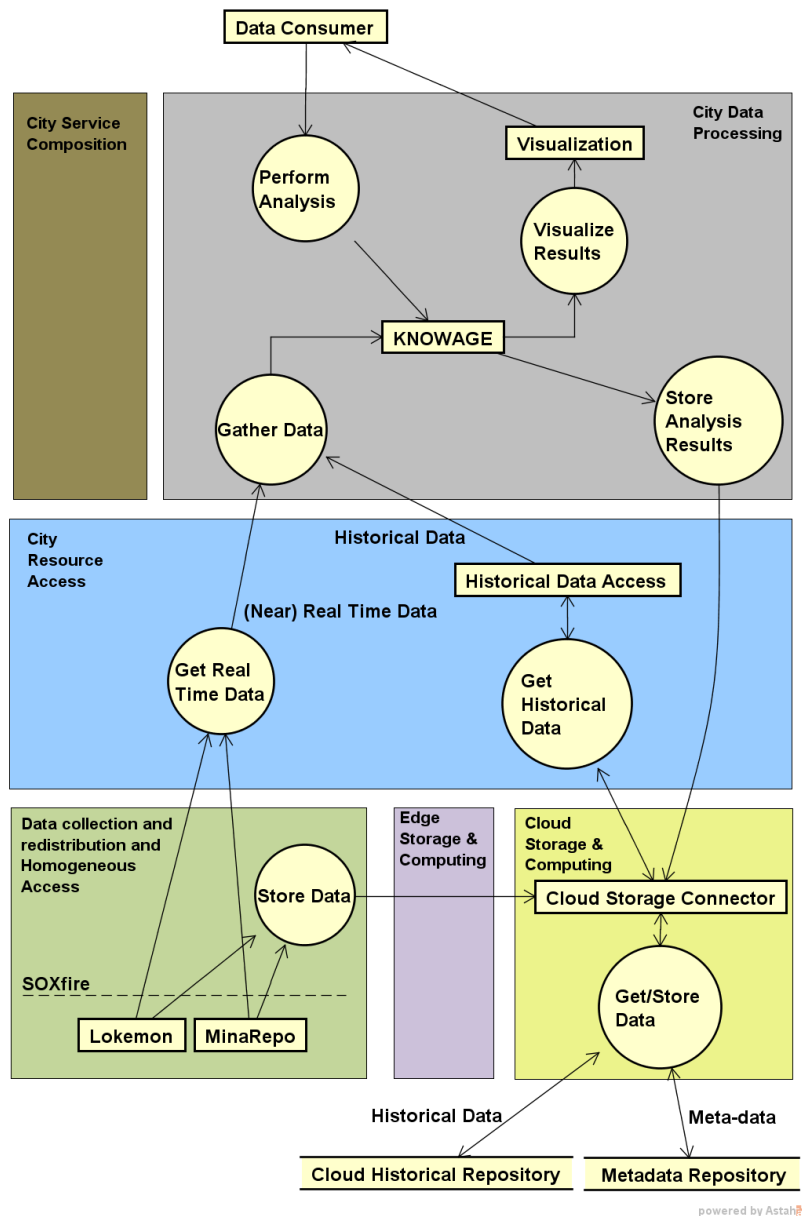 Data Consumer
City Service
Composition
City Data
Processing
Visualization
Perform
Analysis
Visualize
Results
KNOWAGE
Store
Analysis
Results
Gather Data
City
Resource
Access
Historical Data
Historical Data Access
(Near) Real Time Data
Get Real
Time Data
Get
Historical
Data
Data collection and
redistribution and
Homogeneous
Access
Edge
Storage &
Computing
Cloud
Storage &
Computing
Store Data
Cloud Storage Connector
SOXfire
Get/Store
Data
Lokemon
MinaRepo
Historical Data
Meta-data
Cloud Historical Repository
Metadata Repository
powered by Astah